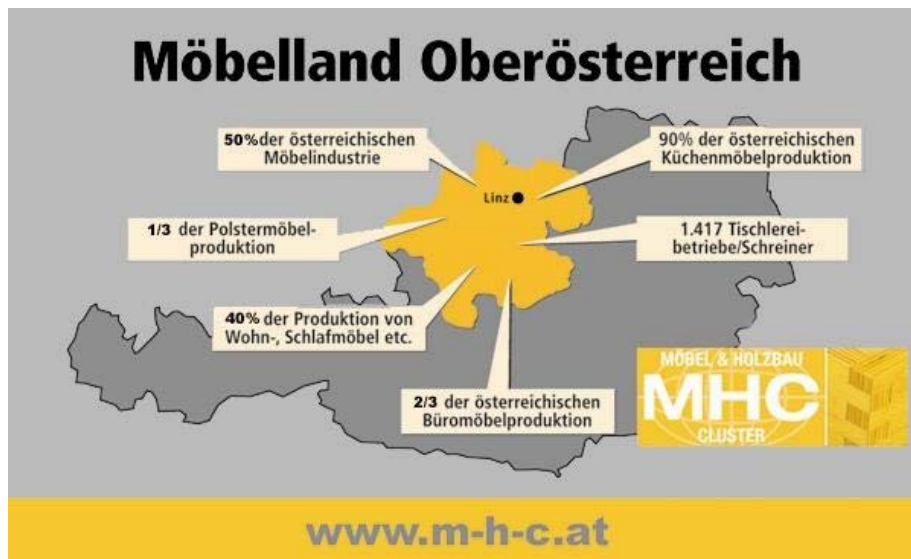 Möbelland Oberösterreich
50% der österreichischen
Möbelindustrie
90% der österreichischen
Küchenmöbelproduktion
Linz
1/3 der Polstermöbel-
produktion
1.417 Tischlerei-
betriebe/Schreiner
40% der Produktion von
Wohn-, Schlafmöbel etc.
2/3 der österreichischen
Büromöbelproduktion
MÖBEL & HOLZBAU
MHC
CLUSTER
www.m-h-c.at